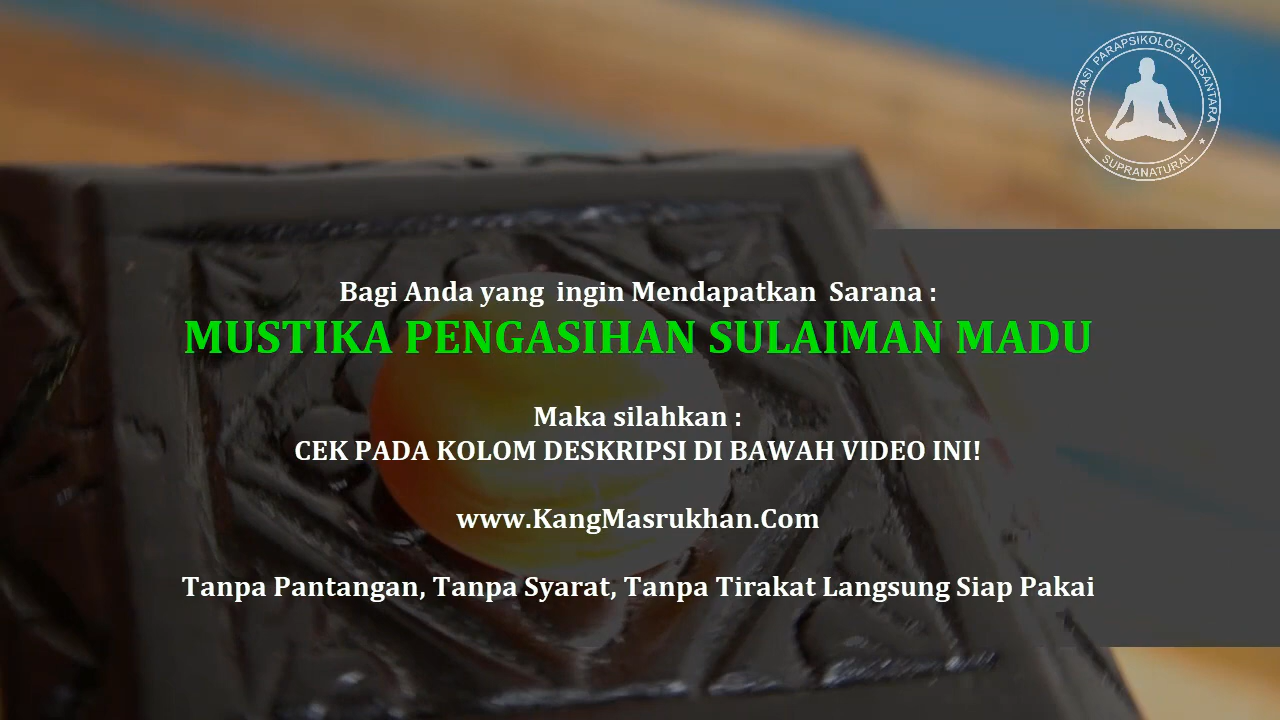 ASOSIASI PARAPSIKOLOGI NUSANTARA
SUPRANATURAL
Bagi Anda yang ingin Mendapatkan Sarana :
MUSTIKA PENGASIHAN SULAIMAN MADU
Maka silahkan :
CEK PADA KOLOM DESKRIPSI DI BAWAH VIDEO INI!
www.KangMasrukhan.Com
Tanpa Pantangan, Tanpa Syarat, Tanpa Tirakat Langsung Siap Pakai